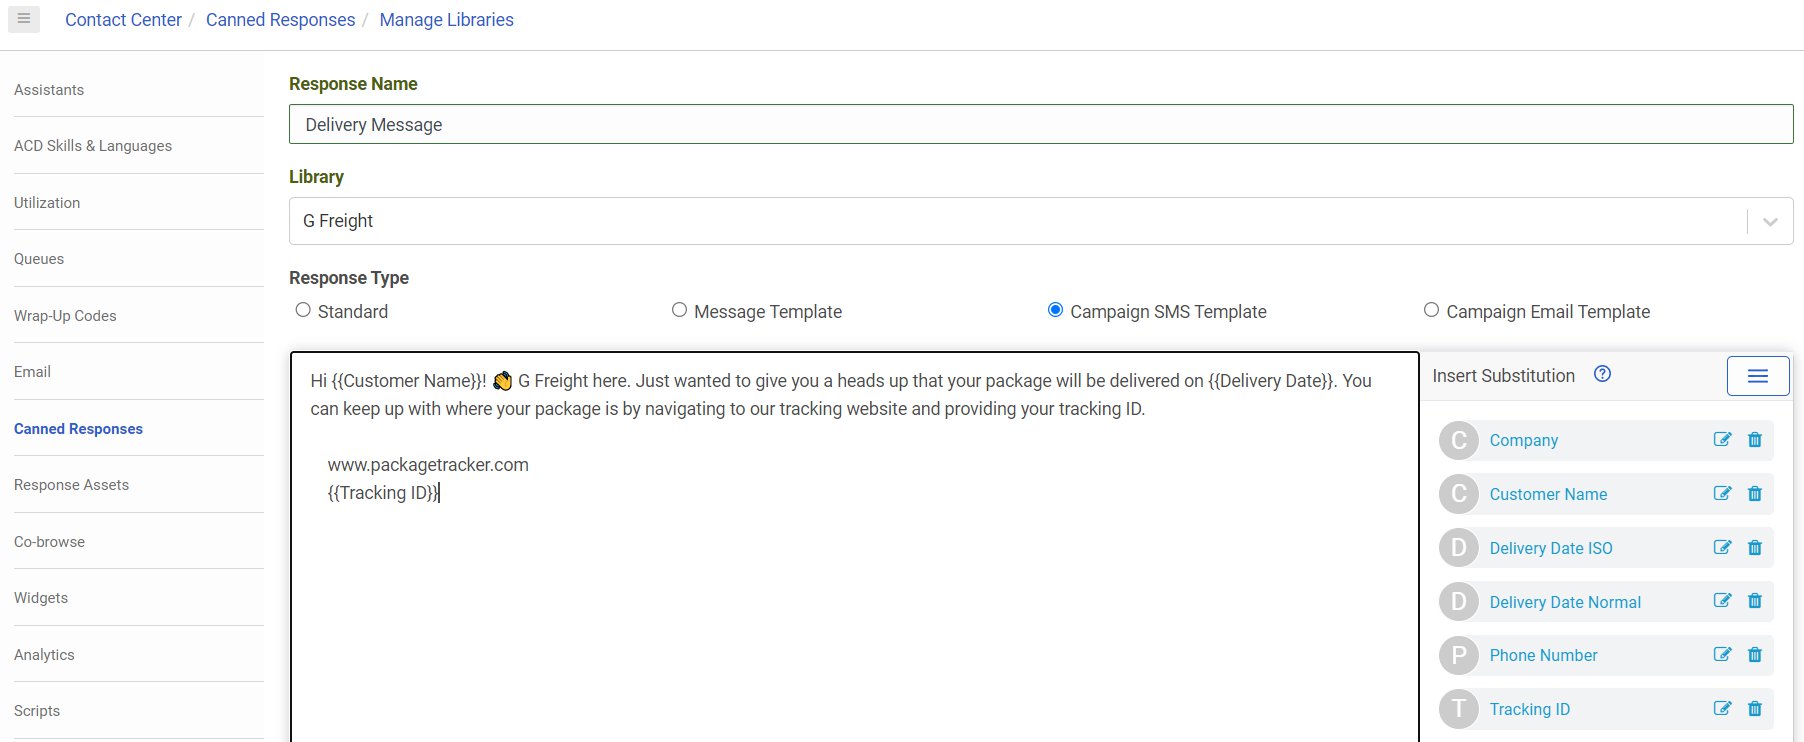 Contact Center / Canned Responses / Manage Libraries
Assistants
ACD Skills & Languages
Utilization
Queues
Wrap-Up Codes
Email
Canned Responses
Response Assets
Co-browse
Widgets
Analytics
Scripts
Response Name
Delivery Message
Library
G Freight
Response Type
Standard
Message Template
Campaign SMS Template
Campaign Email Template
Hi {{Customer Name}}! 👋 G Freight here. Just wanted to give you a heads up that your package will be delivered on {{Delivery Date}}. You
can keep up with where your package is by navigating to our tracking website and providing your tracking ID.
www.packagetracker.com
{{Tracking ID}}
Insert Substitution ?
C Company
C Customer Name
D Delivery Date ISO
D Delivery Date Normal
P Phone Number
T Tracking ID